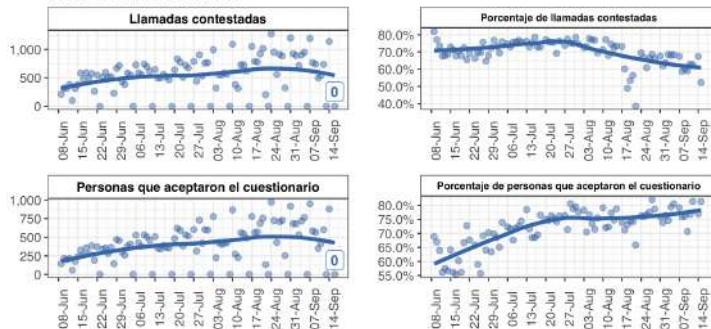 Llamadas contestadas
1,000
500
0
0
08-Jun 15-Jun 22-Jun 29-Jun 06-Jul 13-Jul 20-Jul 27-Jul 03-Aug 10-Aug 17-Aug 24-Aug 31-Aug 07-Sep 14-Sep
Porcentaje de llamadas contestadas
80.0%
70.0%
60.0%
50.0%
40.0%
08-Jun 15-Jun 22-Jun 29-Jun 06-Jul 13-Jul 20-Jul 27-Jul 03-Aug 10-Aug 17-Aug 24-Aug 31-Aug 07-Sep 14-Sep
Personas que aceptaron el cuestionario
1,000
750
500
250
0
0
08-Jun 15-Jun 22-Jun 29-Jun 06-Jul 13-Jul 20-Jul 27-Jul 03-Aug 10-Aug 17-Aug 24-Aug 31-Aug 07-Sep 14-Sep
Porcentaje de personas que aceptaron el cuestionario
80.0%
75.0%
70.0%
65.0%
60.0%
55.0%
08-Jun 15-Jun 22-Jun 29-Jun 06-Jul 13-Jul 20-Jul 27-Jul 03-Aug 10-Aug 17-Aug 24-Aug 31-Aug 07-Sep 14-Sep